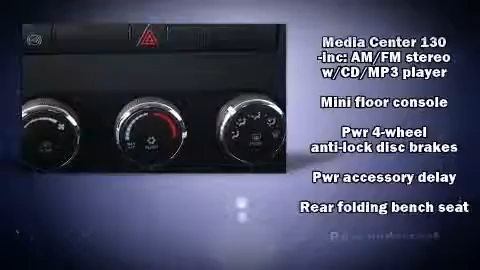 Media Center 130
-inc: AM/FM stereo
w/CD/MP3 player
Mini floor console
Pwr 4-wheel
anti-lock disc brakes
Pwr accessory delay
Rear folding bench seat